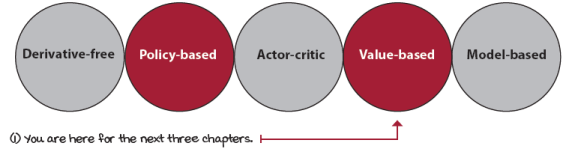 Derivative-free Policy-based Actor-critic Value-based Model-based
(1) You are here for the next three chapters.